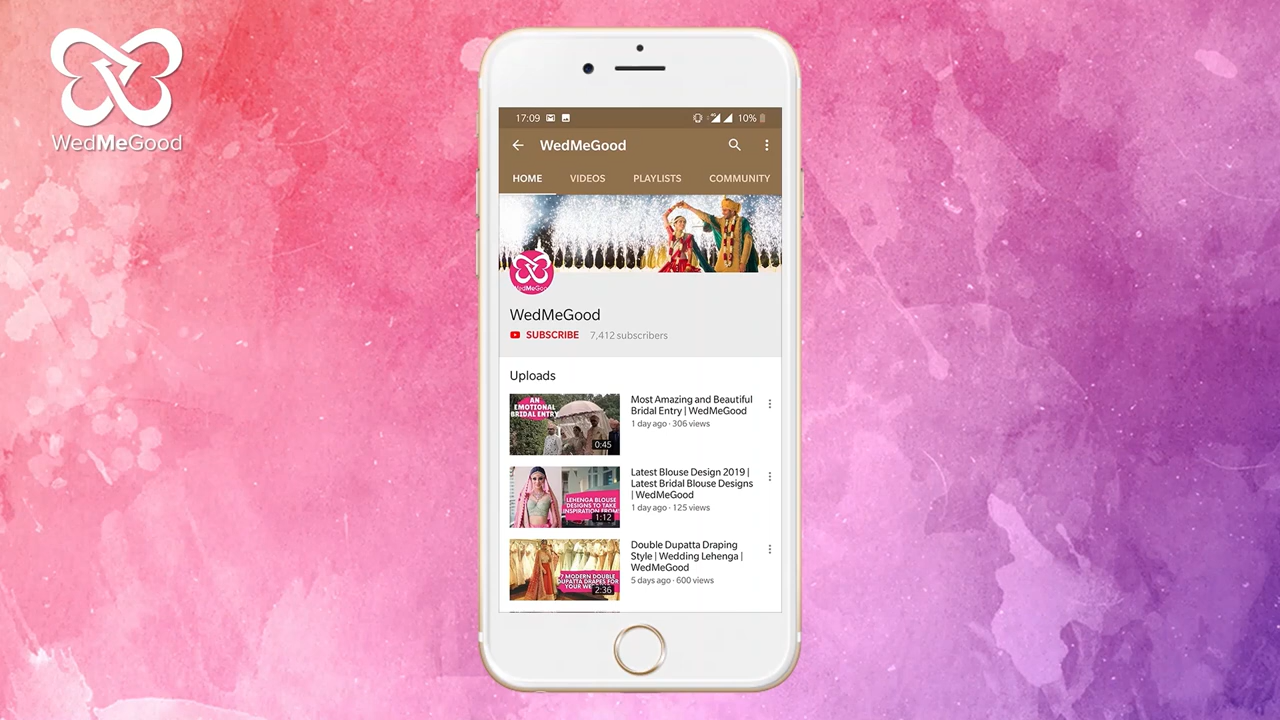 WedMeGood
17:09
10%
WedMeGood
HOME VIDEOS PLAYLISTS COMMUNITY
WedMeGood
WedMeGood
SUBSCRIBE 7,412 subscribers
Uploads
AN
EMOTIONAL
BRIDAL ENTRY
0:45
Most Amazing and Beautiful
Bridal Entry | WedMeGood
1 day ago · 306 views
LEHENGA BLOUSE
DESIGNS TO TAKE
INSPIRATION FROM!
1:12
Latest Blouse Design 2019 |
Latest Bridal Blouse Designs
| WedMeGood
1 day ago · 125 views
7 MODERN DOUBLE
DUPATTA DRAPES FOR
YOUR
2:36
Double Dupatta Draping
Style | Wedding Lehenga |
WedMeGood
5 days ago · 600 views